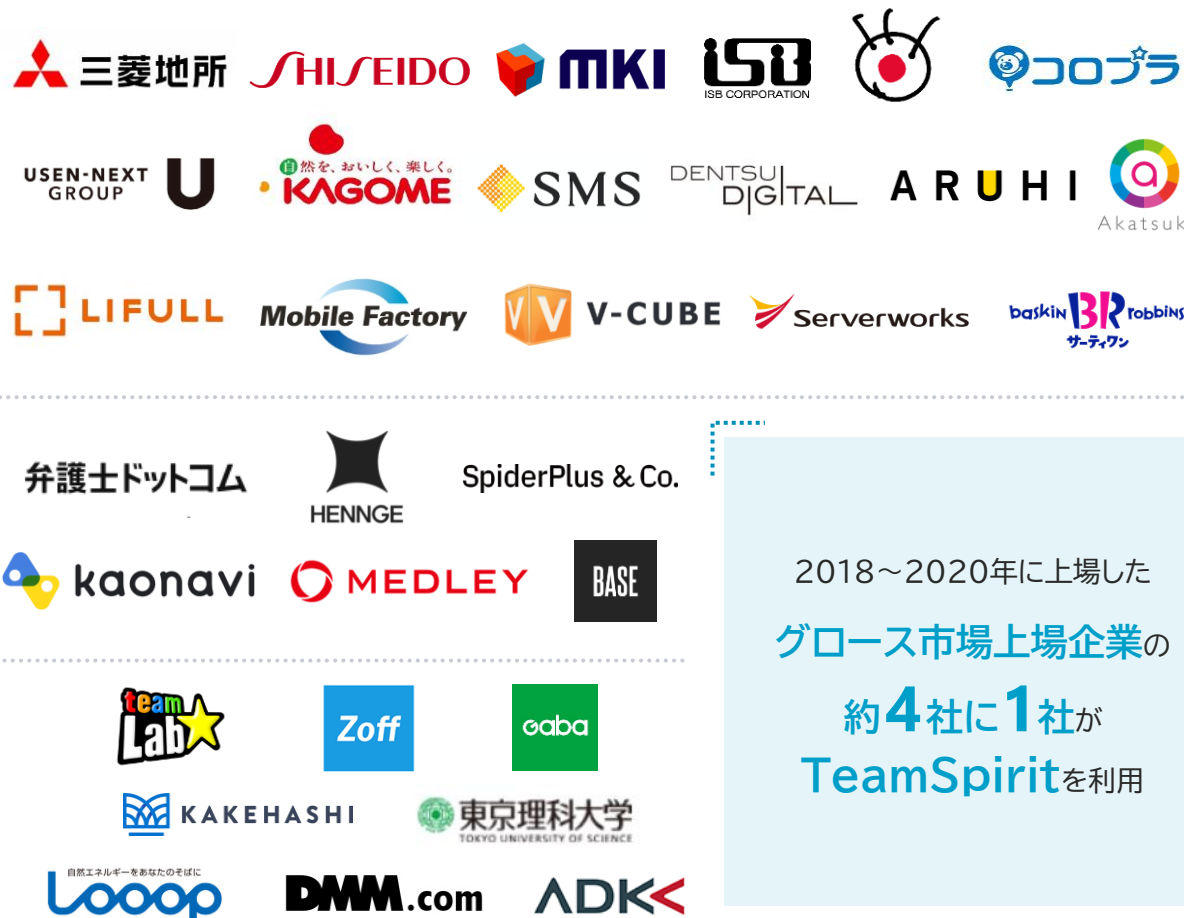 三菱地所
SHISEIDO
MKI
iSB
ISB CORPORATION
コロプラ
USEN-NEXT
GROUP
U
自然を、おいしく、楽しく。
KAGOME
SMS
DENTSU
DIGITAL
ARUHI
a
Akatsuk
LIFULL
Mobile Factory
VV
V-CUBE
Serverworks
baskin BR robbins
サーティワン
弁護士ドットコム
HENNGE
SpiderPlus & Co.
kaonavi
MEDLEY
BASE
2018〜2020年に上場した
グロース市場上場企業の
約4社に1社が
TeamSpiritを利用
team
Lab
Zoff
Gaba
KAKEHASHI
東京理科大学
TOKYO UNIVERSITY OF SCIENCE
自然エネルギーをあなたのそばに
Looop
DMM.com
ADK